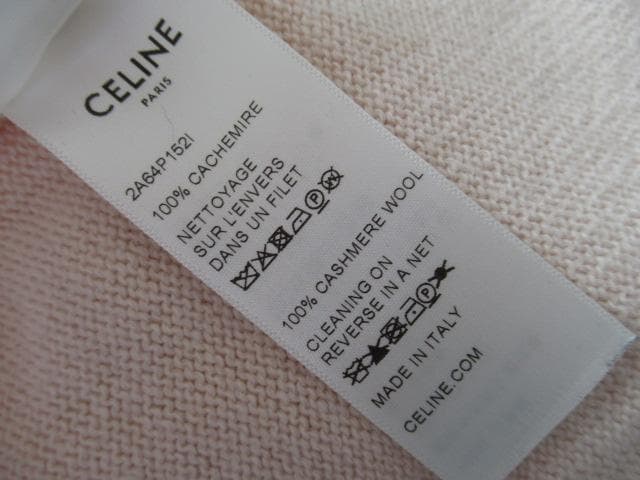 CELINE
PARIS
2A64P152I
100% CACHEMIRE
NETTOYAGE
SUR L'ENVERS
DANS UN FILET
100% CASHMERE WOOL
CLEANING ON
REVERSE IN A NET
MADE IN ITALY
CELINE.COM